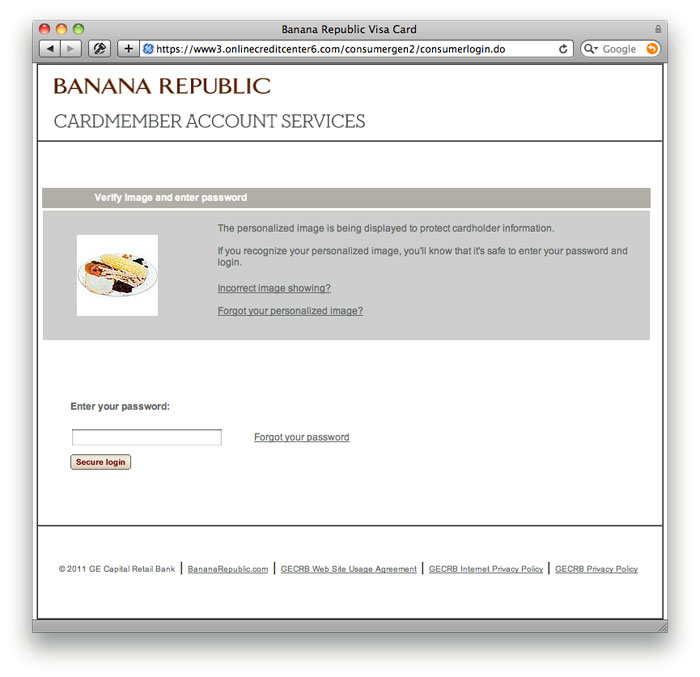 Banana Republic Visa Card
https://www3.onlinecreditcenter6.com/consumergen2/consumerlogin.do
Google
BANANA REPUBLIC
CARDMEMBER ACCOUNT SERVICES
Verify image and enter password
The personalized image is being displayed to protect cardholder information.
If you recognize your personalized image, you'll know that it's safe to enter your password and
login.
Incorrect image showing?
Forgot your personalized image?
Enter your password:
Forgot your password
Secure login
© 2011 GE Capital Retail Bank | BananaRepublic.com | GECRB Web Site Usage Agreement | GECRB Internet Privacy Policy | GECRB Privacy Policy